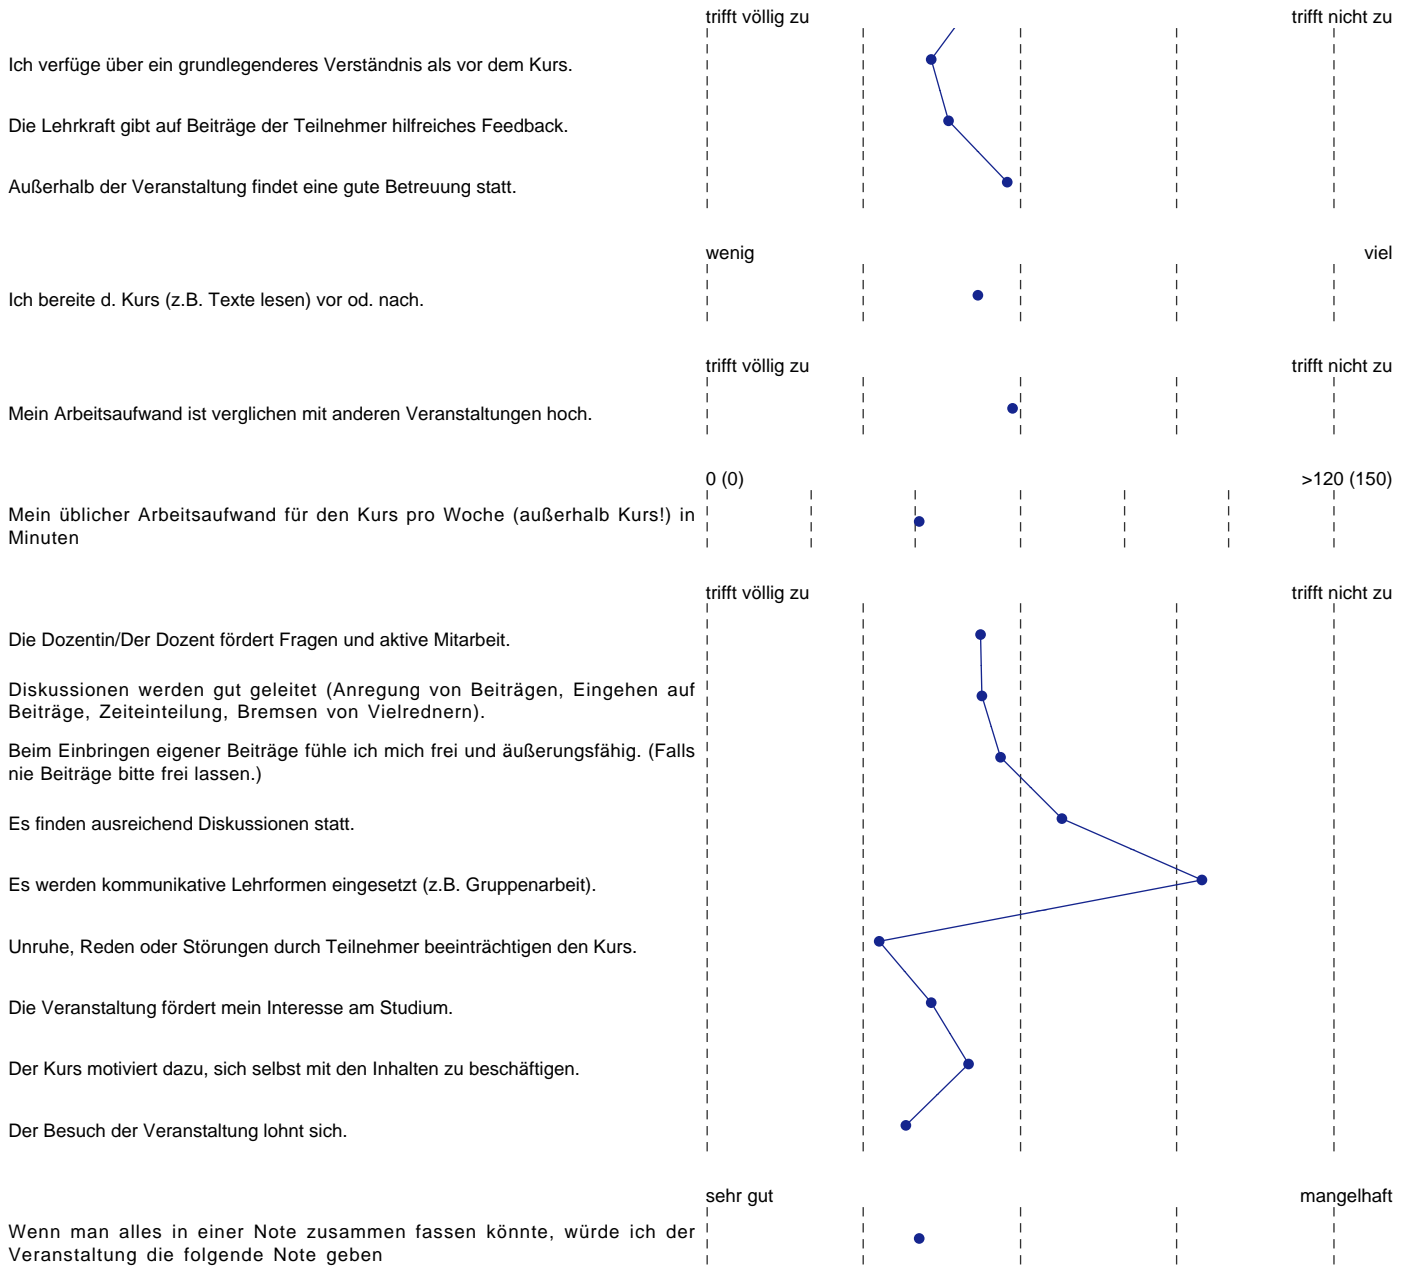 trifft völlig zu trifft nicht zu
Ich verfüge über ein grundlegenderes Verständnis als vor dem Kurs.
Die Lehrkraft gibt auf Beiträge der Teilnehmer hilfreiches Feedback.
Außerhalb der Veranstaltung findet eine gute Betreuung statt.
wenig viel
Ich bereite d. Kurs (z.B. Texte lesen) vor od. nach.
trifft völlig zu trifft nicht zu
Mein Arbeitsaufwand ist verglichen mit anderen Veranstaltungen hoch.
0 (0) >120 (150)
Mein üblicher Arbeitsaufwand für den Kurs pro Woche (außerhalb Kurs!) in
Minuten
trifft völlig zu trifft nicht zu
Die Dozentin/Der Dozent fördert Fragen und aktive Mitarbeit.
Diskussionen werden gut geleitet (Anregung von Beiträgen, Eingehen auf
Beiträge, Zeiteinteilung, Bremsen von Vielrednern).
Beim Einbringen eigener Beiträge fühle ich mich frei und äußerungsfähig. (Falls
nie Beiträge bitte frei lassen.)
Es finden ausreichend Diskussionen statt.
Es werden kommunikative Lehrformen eingesetzt (z.B. Gruppenarbeit).
Unruhe, Reden oder Störungen durch Teilnehmer beeinträchtigen den Kurs.
Die Veranstaltung fördert mein Interesse am Studium.
Der Kurs motiviert dazu, sich selbst mit den Inhalten zu beschäftigen.
Der Besuch der Veranstaltung lohnt sich.
sehr gut mangelhaft
Wenn man alles in einer Note zusammen fassen könnte, würde ich der
Veranstaltung die folgende Note geben